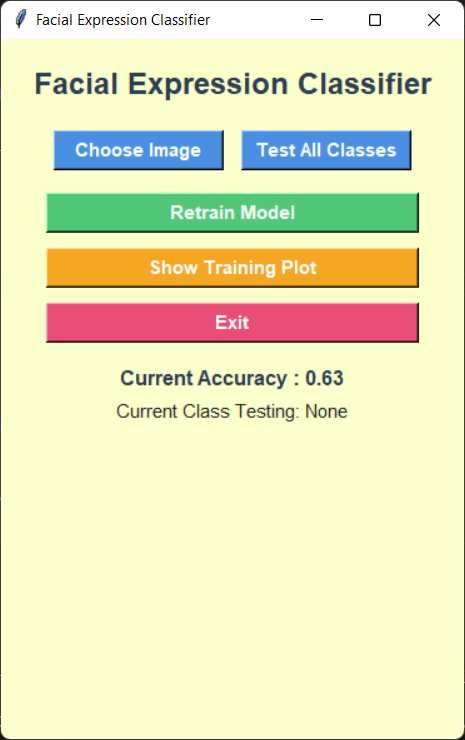 Facial Expression Classifier
Facial Expression Classifier
Choose Image Test All Classes
Retrain Model
Show Training Plot
Exit
Current Accuracy : 0.63
Current Class Testing: None